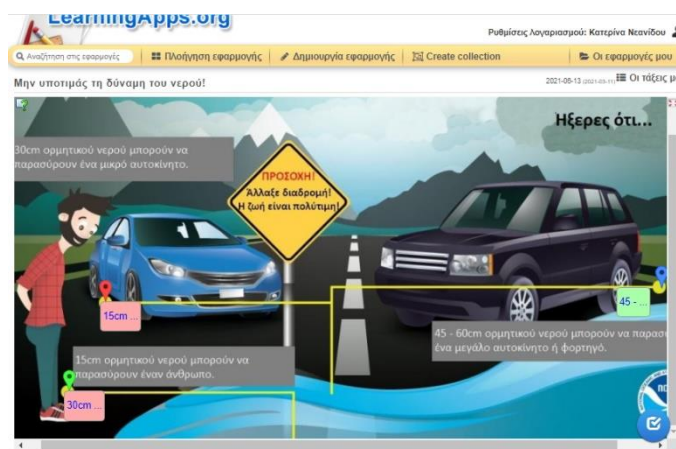 LearningApps.org
Ρυθμίσεις λογαριασμού: Κατερίνα Νεανίδου
Αναζήτηση στις εφαρμογές
Πλοήγηση εφαρμογής
Δημιουργία εφαρμογής
Create collection
Οι εφαρμογές μου
Μην υποτιμάς τη δύναμη του νερού!
2021-06-13
Οι τάξεις μ
Ηξερες ότι...
30cm ορμητικού νερού μπορούν να
παρασύρουν ένα μικρό αυτοκίνητο.
ΠΡΟΣΟΧΗ!
Άλλαξε διαδρομή!
Η ζωή είναι πολύτιμη!
15cm ...
45 - ...
45 - 60cm ορμητικού νερού μπορούν να παρασ
ένα μεγάλο αυτοκίνητο ή φορτηγό.
15cm ορμητικού νερού μπορούν να
παρασύρουν έναν άνθρωπο.
30cm ...